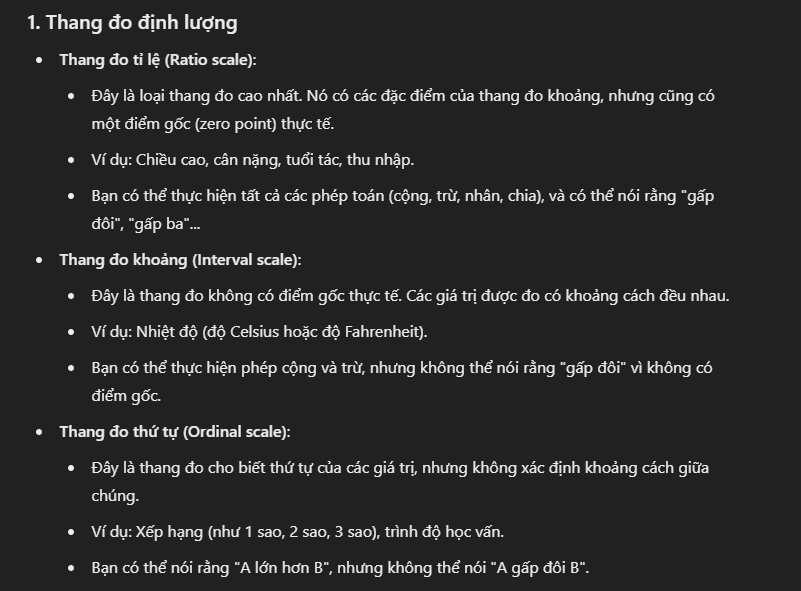 1. Thang đo định lượng
• Thang đo tỉ lệ (Ratio scale):
• Đây là loại thang đo cao nhất. Nó có các đặc điểm của thang đo khoảng, nhưng cũng có
một điểm gốc (zero point) thực tế.
• Ví dụ: Chiều cao, cân nặng, tuổi tác, thu nhập.
• Bạn có thể thực hiện tất cả các phép toán (cộng, trừ, nhân, chia), và có thể nói rằng "gấp
đôi", "gấp ba"...
• Thang đo khoảng (Interval scale):
• Đây là thang đo không có điểm gốc thực tế. Các giá trị được đo có khoảng cách đều nhau.
• Ví dụ: Nhiệt độ (độ Celsius hoặc độ Fahrenheit).
• Bạn có thể thực hiện phép cộng và trừ, nhưng không thể nói rằng "gấp đôi" vì không có
điểm gốc.
• Thang đo thứ tự (Ordinal scale):
• Đây là thang đo cho biết thứ tự của các giá trị, nhưng không xác định khoảng cách giữa
chúng.
• Ví dụ: Xếp hạng (như 1 sao, 2 sao, 3 sao), trình độ học vấn.
• Bạn có thể nói rằng "A lớn hơn B", nhưng không thể nói "A gấp đôi B".